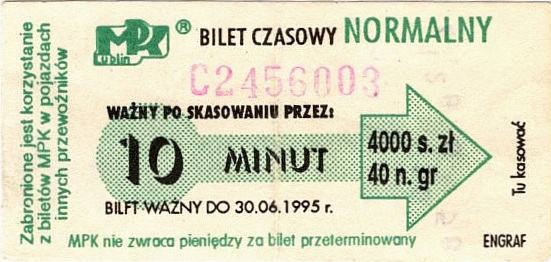 Zabronione jest korzystanie
z biletów MPK w pojazdach
innych przewoźników
MPK
Lublin
®
BILET CZASOWY NORMALNY
C2456003
WAŻNY PO SKASOWANIU PRZEZ:
10 MINUT
4000 s. zł
40 n. gr
BILFT WAŻNY DO 30.06.1995 r.
MPK nie zwraca pieniędzy za bilet przeterminowany
ENGRAF
Tu kasować